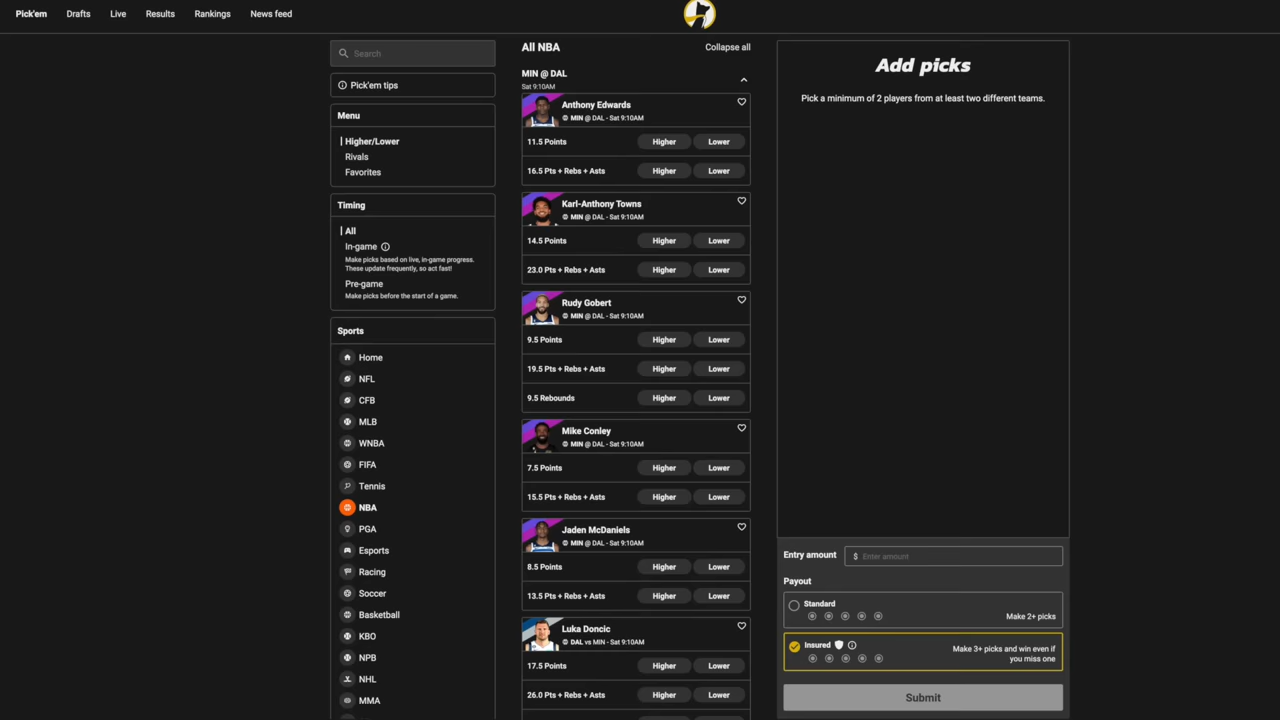 Pick'em
Drafts
Live
Results
Rankings
News feed
Search
Pick'em tips
Menu
Higher/Lower
Rivals
Favorites
Timing
All
In-game
Make picks based on live, in-game progress.
These update frequently, so act fast!
Pre-game
Make picks before the start of a game.
Sports
Home
NFL
CFB
MLB
WNBA
FIFA
Tennis
NBA
PGA
Esports
Racing
Soccer
Basketball
KBO
NPB
NHL
MMA
All NBA
Collapse all
MIN @ DAL
Sat 9:10AM
Anthony Edwards
MIN @ DAL - Sat 9:10AM
11.5 Points Higher Lower
16.5 Pts + Rebs + Asts Higher Lower
Karl-Anthony Towns
MIN @ DAL - Sat 9:10AM
14.5 Points Higher Lower
23.0 Pts + Rebs + Asts Higher Lower
Rudy Gobert
MIN @ DAL - Sat 9:10AM
9.5 Points Higher Lower
19.5 Pts + Rebs + Asts Higher Lower
9.5 Rebounds Higher Lower
Mike Conley
MIN @ DAL - Sat 9:10AM
7.5 Points Higher Lower
15.5 Pts + Rebs + Asts Higher Lower
Jaden McDaniels
MIN @ DAL - Sat 9:10AM
8.5 Points Higher Lower
13.5 Pts + Rebs + Asts Higher Lower
Luka Doncic
DAL vs MIN - Sat 9:10AM
17.5 Points Higher Lower
26.0 Pts + Rebs + Asts Higher Lower
Add picks
Pick a minimum of 2 players from at least two different teams.
Entry amount $ Enter amount
Payout
Standard
Make 2+ picks
Insured
Make 3+ picks and win even if
you miss one
Submit